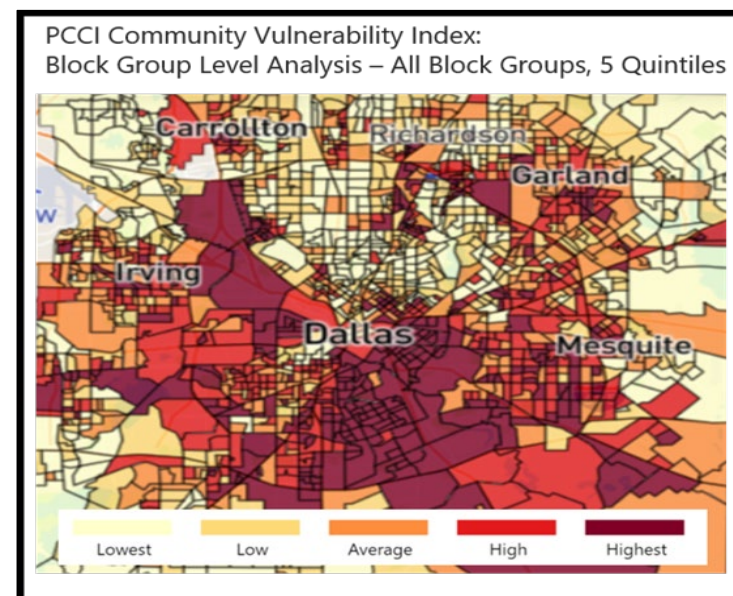 PCCI Community Vulnerability Index:
Block Group Level Analysis – All Block Groups, 5 Quintiles
Carrollton
Richardson
Garland
w
Irving
Dallas
Mesquite
Lowest
Low
Average
High
Highest